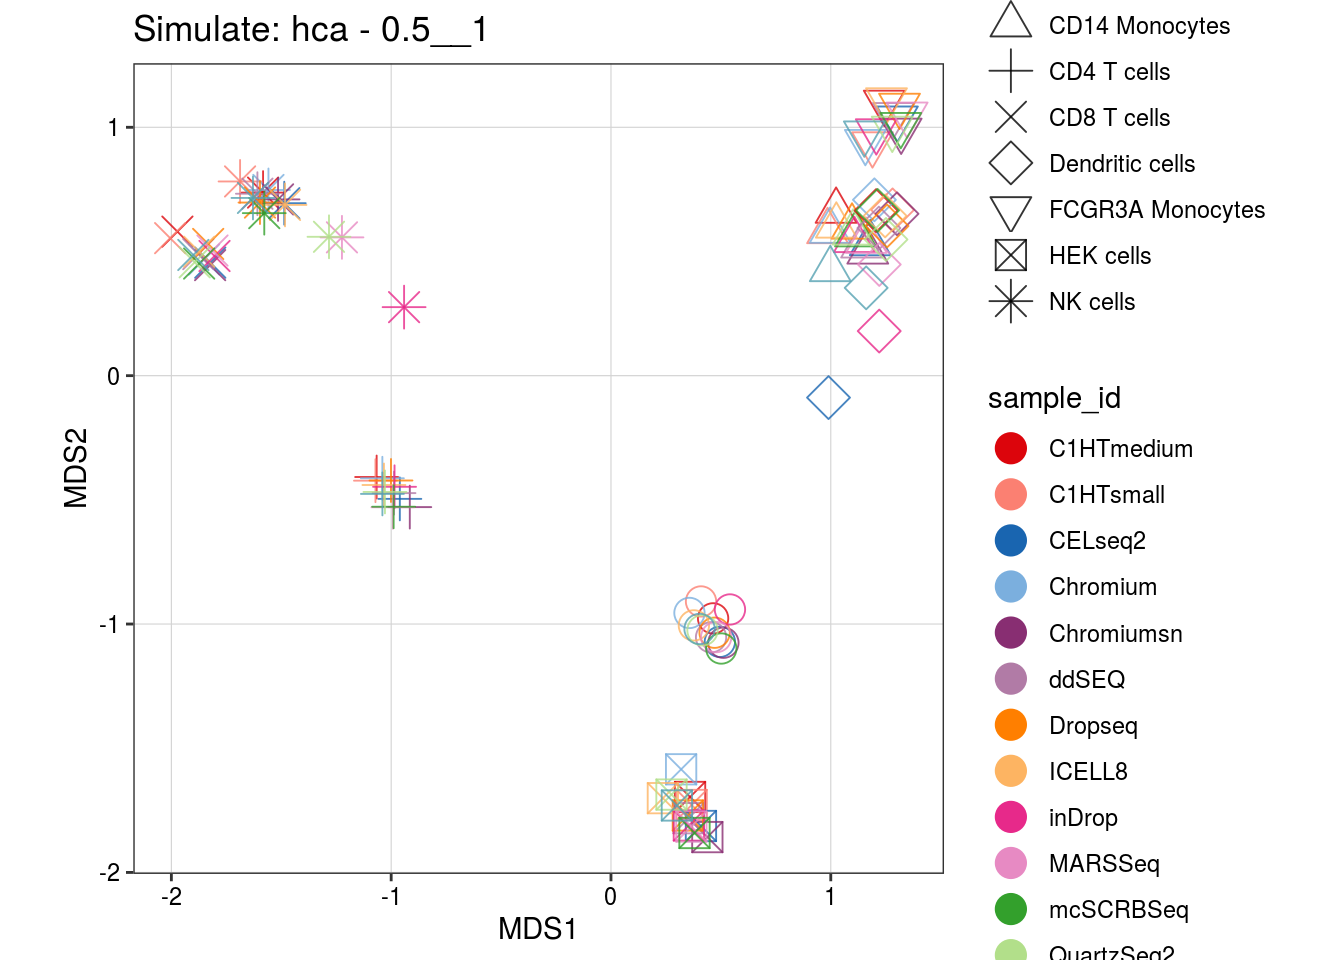 Simulate: hca - 0.5__1
CD14 Monocytes
CD4 T cells
CD8 T cells
Dendritic cells
FCGR3A Monocytes
HEK cells
NK cells
sample_id
C1HTmedium
C1HTsmall
CELseq2
Chromium
Chromiumsn
ddSEQ
Dropseq
ICELL8
inDrop
MARSSeq
mcSCRBSeq
QuartzSeq2
1
0
-1
-2
MDS2
-2 -1 0 1
MDS1